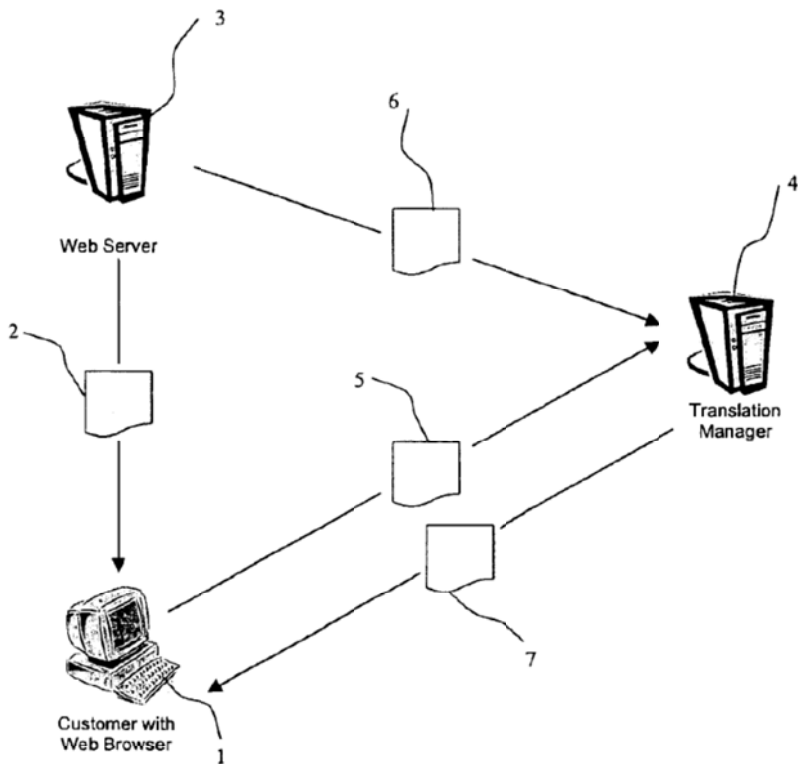 3
6
4
Web Server
2
5
Translation
Manager
7
Customer with
Web Browser
1